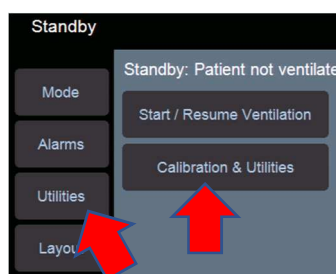 Standby
Standby: Patient not ventilate
Mode
Start / Resume Ventilation
Alarms
Calibration & Utilities
Utilities
Layou